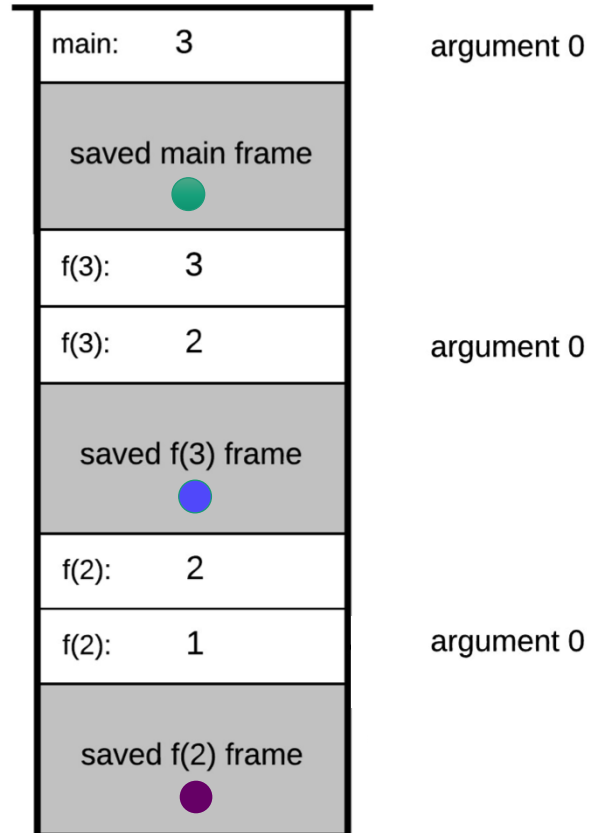 main: 3 argument 0
saved main frame
f(3): 3
f(3): 2 argument 0
saved f(3) frame
f(2): 2
f(2): 1 argument 0
saved f(2) frame